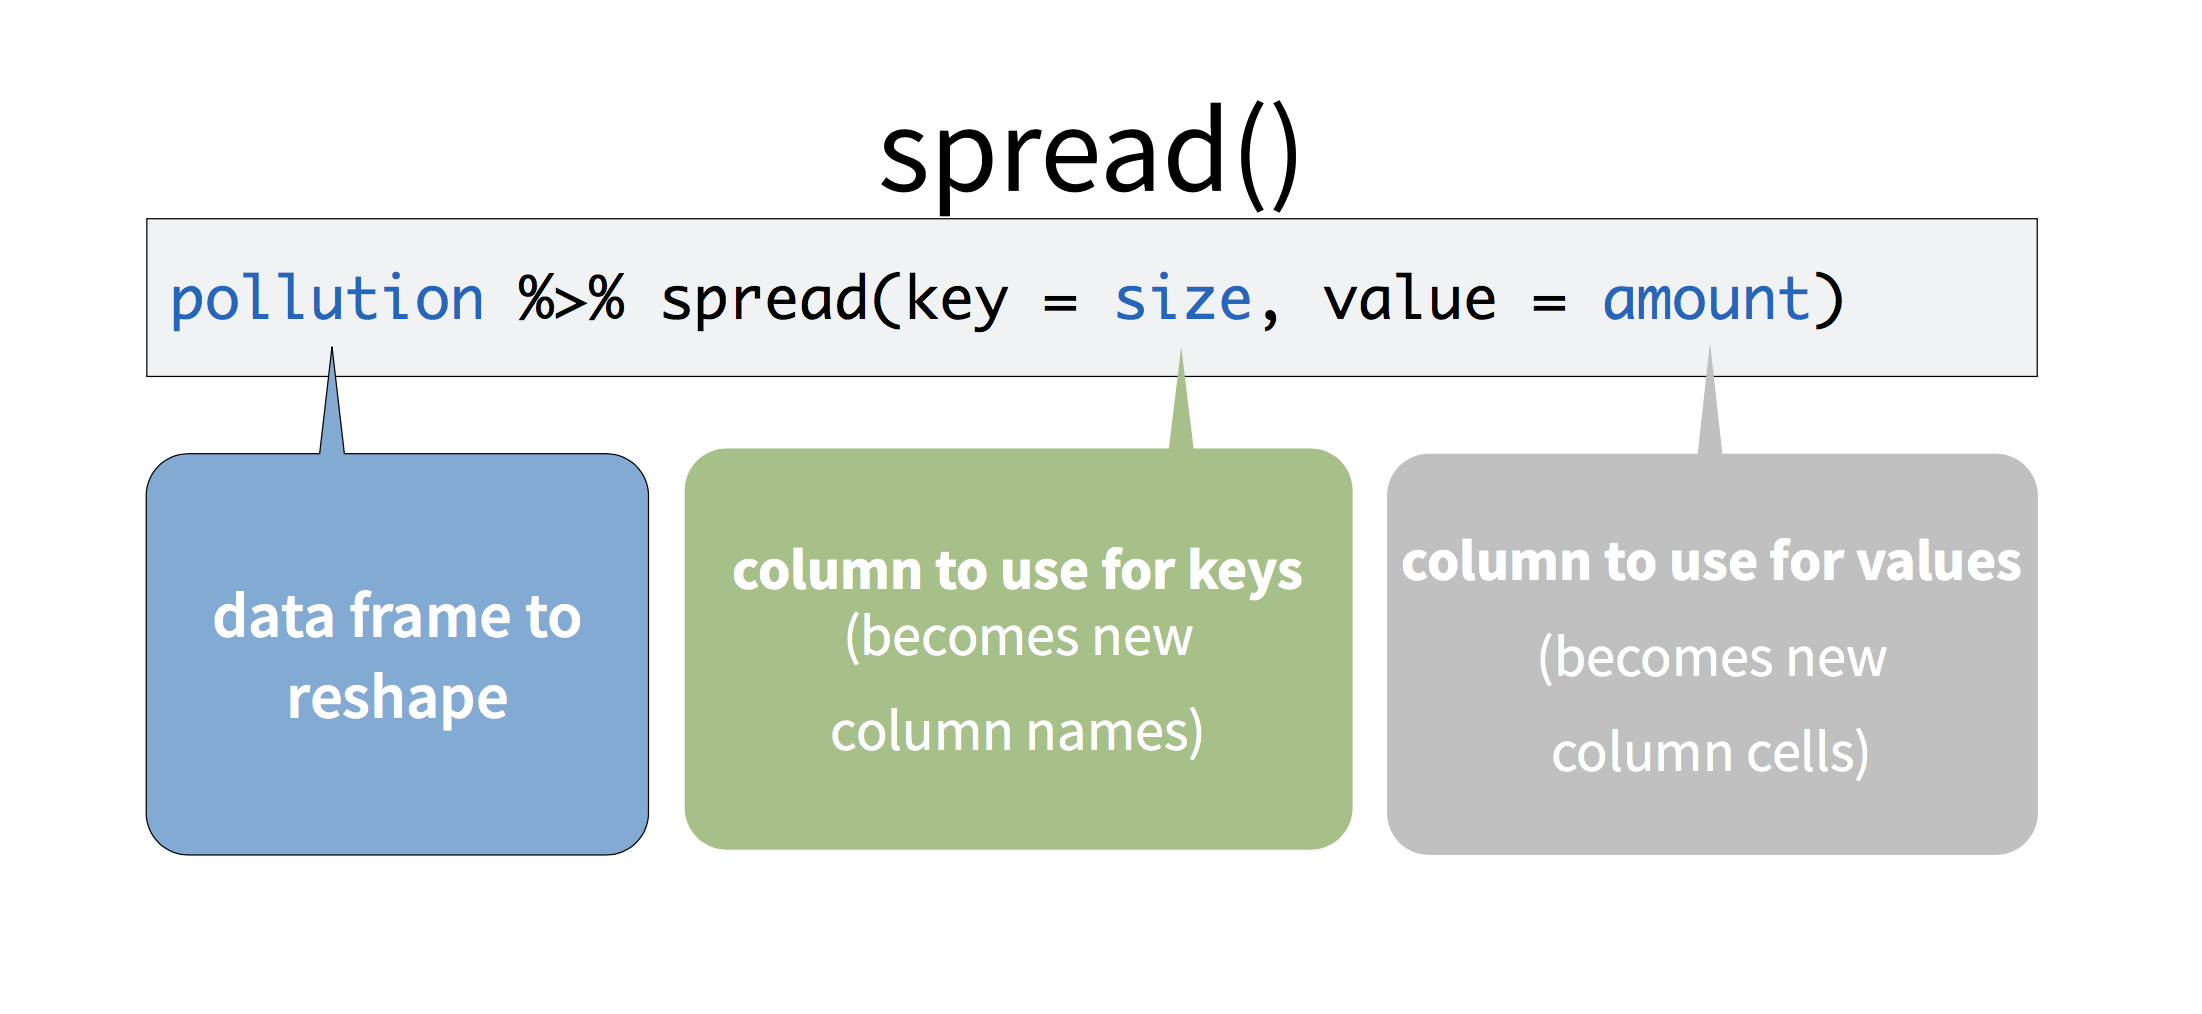 spread()
pollution %>% spread(key = size, value = amount)
data frame to
reshape
column to use for keys
(becomes new
column names)
column to use for values
(becomes new
column cells)